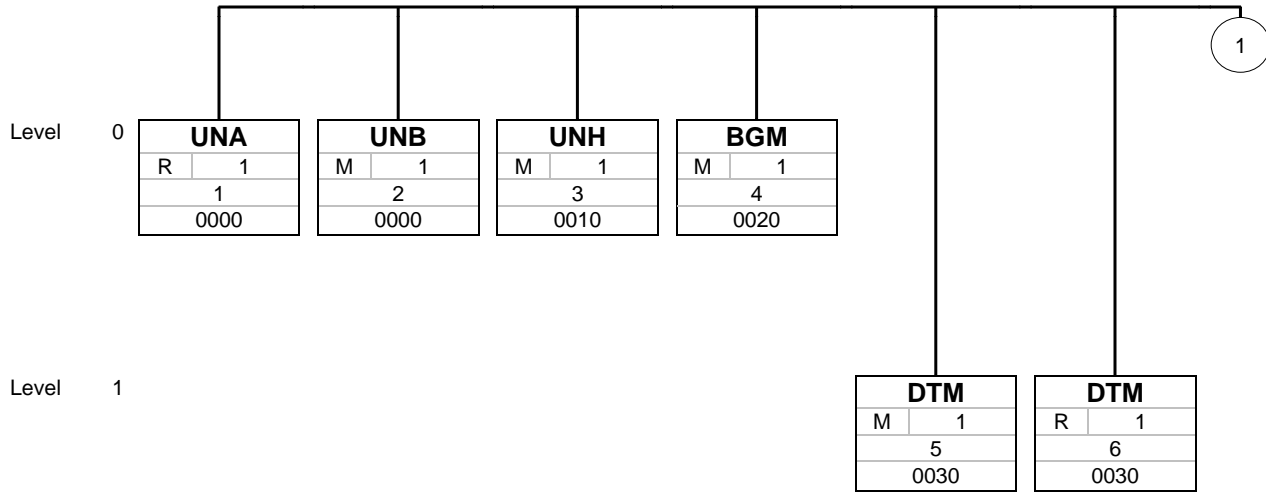 1
Level 0
UNA UNB UNH BGM
R 1 M 1 M 1 M 1
1 2 3 4
0000 0000 0010 0020
Level 1
DTM DTM
M 1 R 1
5 6
0030 0030